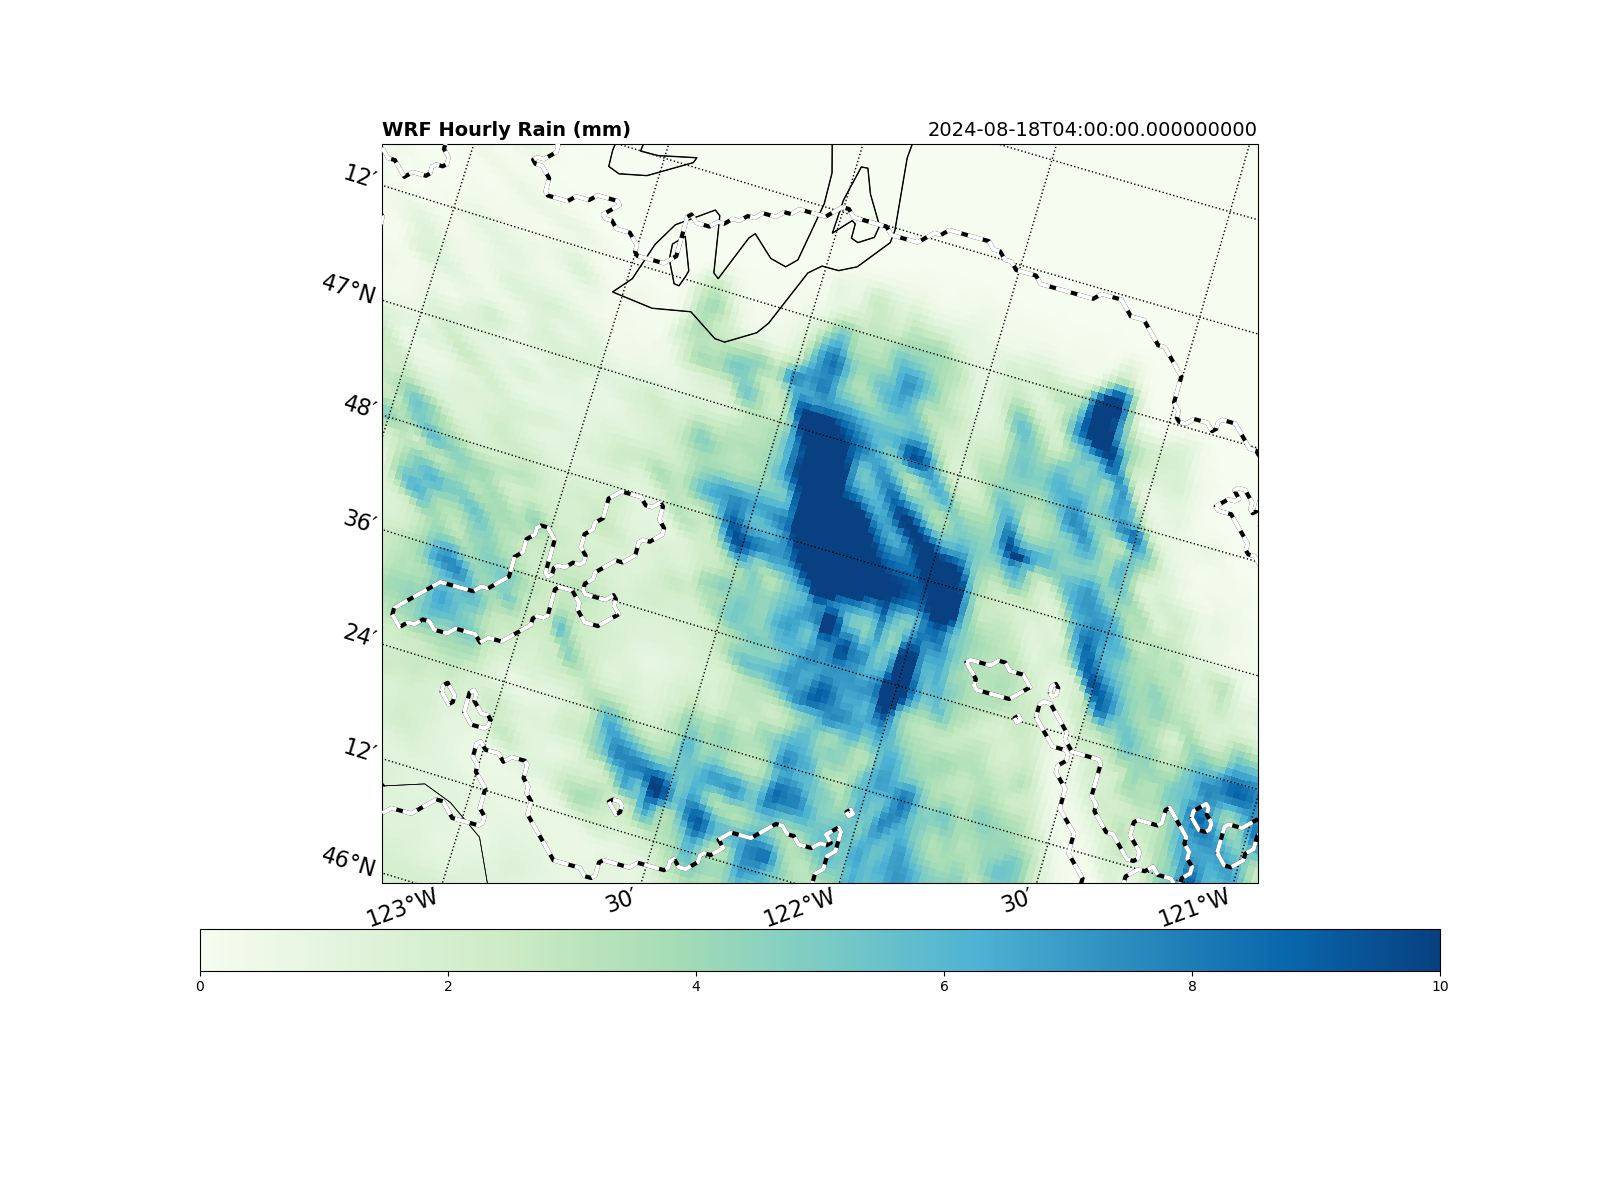 WRF Hourly Rain (mm)
2024-08-18T04:00:00.000000000
12′
47°N
48′
36′
24′
12′
46°N
123°W
30′
122°W
30′
121°W
0
2
4
6
8
10